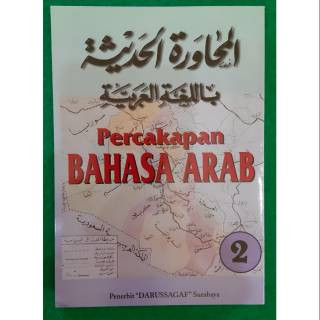 المحاورة الحديثة
باللغة العربية
Percakapan
BAHASA ARAB
2
Penerbit "DARUSSAGAF" Surabaya